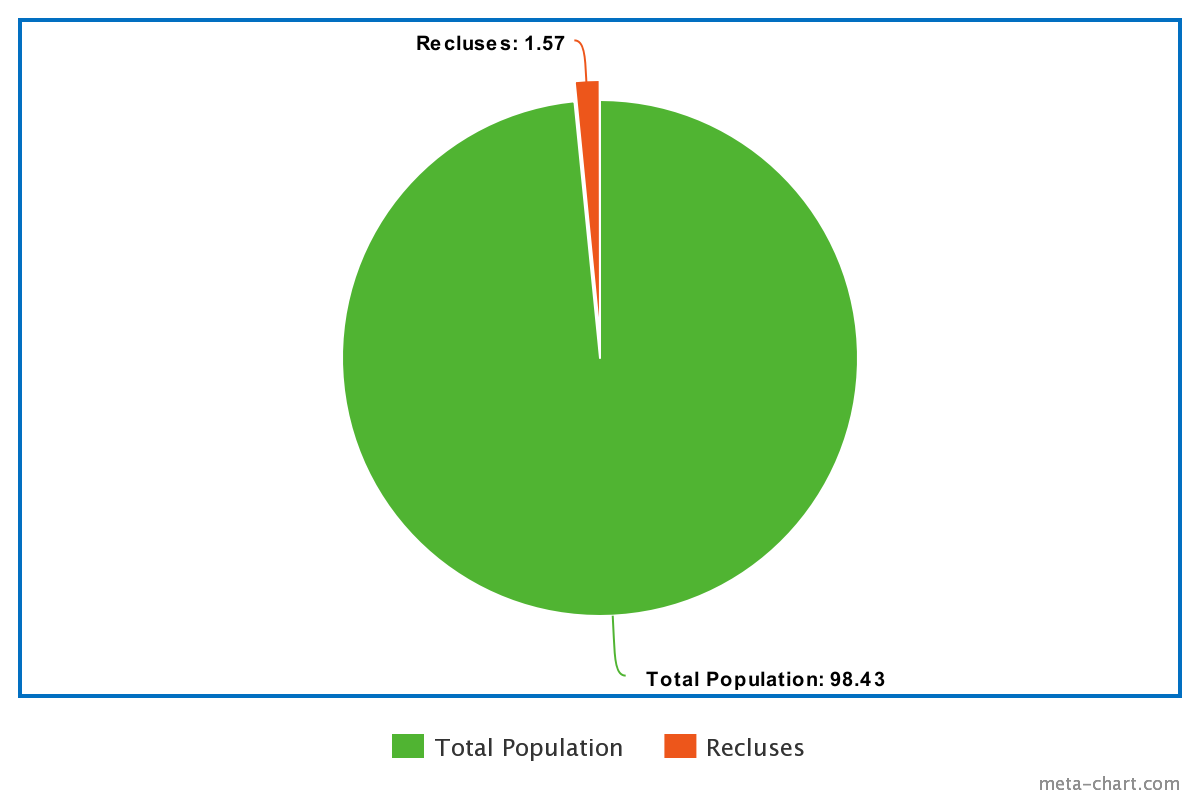 Recluses: 1.57
Total Population: 98.43
Total Population
Recluses
meta-chart.com